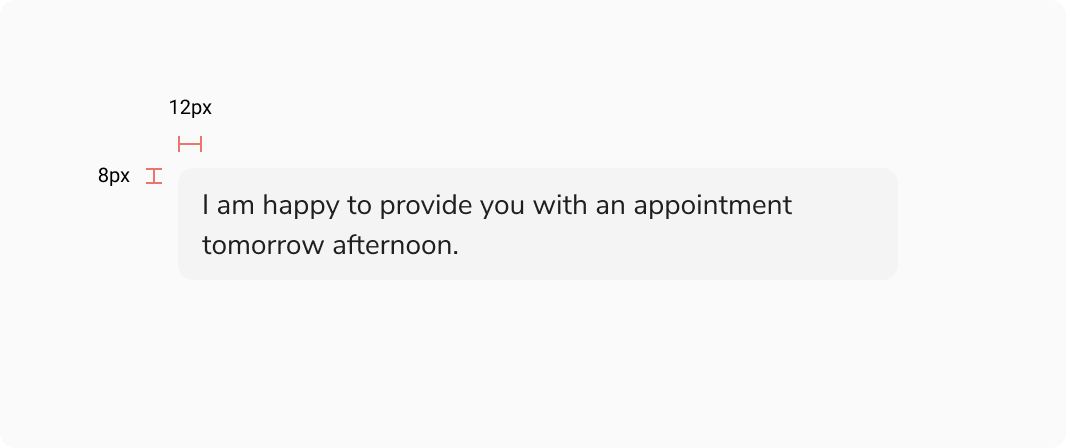 12px
8px
I am happy to provide you with an appointment
tomorrow afternoon.